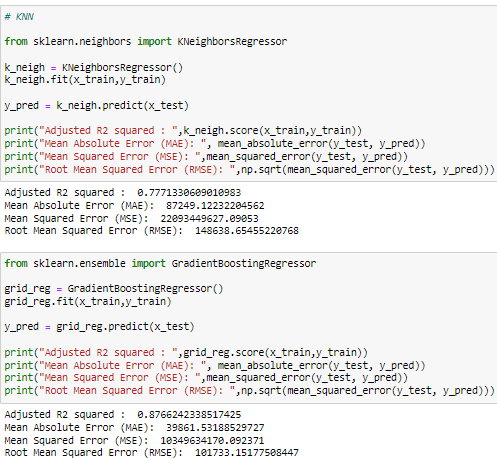 # KNN
from sklearn.neighbors import KNeighborsRegressor
k_neigh = KNeighborsRegressor()
k_neigh.fit(x_train,y_train)
y_pred = k_neigh.predict(x_test)
print("Adjusted R2 squared : ",k_neigh.score(x_train,y_train))
print("Mean Absolute Error (MAE): ", mean_absolute_error(y_test, y_pred))
print("Mean Squared Error (MSE): ",mean_squared_error(y_test, y_pred))
print("Root Mean Squared Error (RMSE): ",np.sqrt(mean_squared_error(y_test, y_pred)))
Adjusted R2 squared :  0.7771330609010983
Mean Absolute Error (MAE):  87249.12232204562
Mean Squared Error (MSE):  22093449627.09053
Root Mean Squared Error (RMSE):  148638.65455220768
from sklearn.ensemble import GradientBoostingRegressor
grid_reg = GradientBoostingRegressor()
grid_reg.fit(x_train,y_train)
y_pred = grid_reg.predict(x_test)
print("Adjusted R2 squared : ",grid_reg.score(x_train,y_train))
print("Mean Absolute Error (MAE): ", mean_absolute_error(y_test, y_pred))
print("Mean Squared Error (MSE): ",mean_squared_error(y_test, y_pred))
print("Root Mean Squared Error (RMSE): ",np.sqrt(mean_squared_error(y_test, y_pred)))
Adjusted R2 squared :  0.8766242338517425
Mean Absolute Error (MAE):  39861.53188529727
Mean Squared Error (MSE):  10349634170.092371
Root Mean Squared Error (RMSE):  101733.15177508447